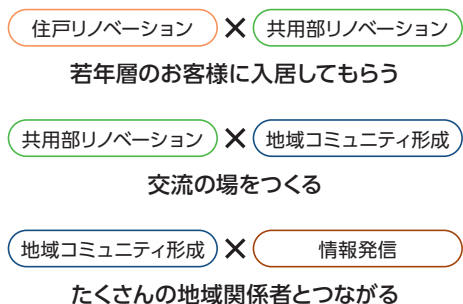 住戸リノベーション × 共用部リノベーション
若年層のお客様に入居してもらう
共用部リノベーション × 地域コミュニティ形成
交流の場をつくる
地域コミュニティ形成 × 情報発信
たくさんの地域関係者とつながる